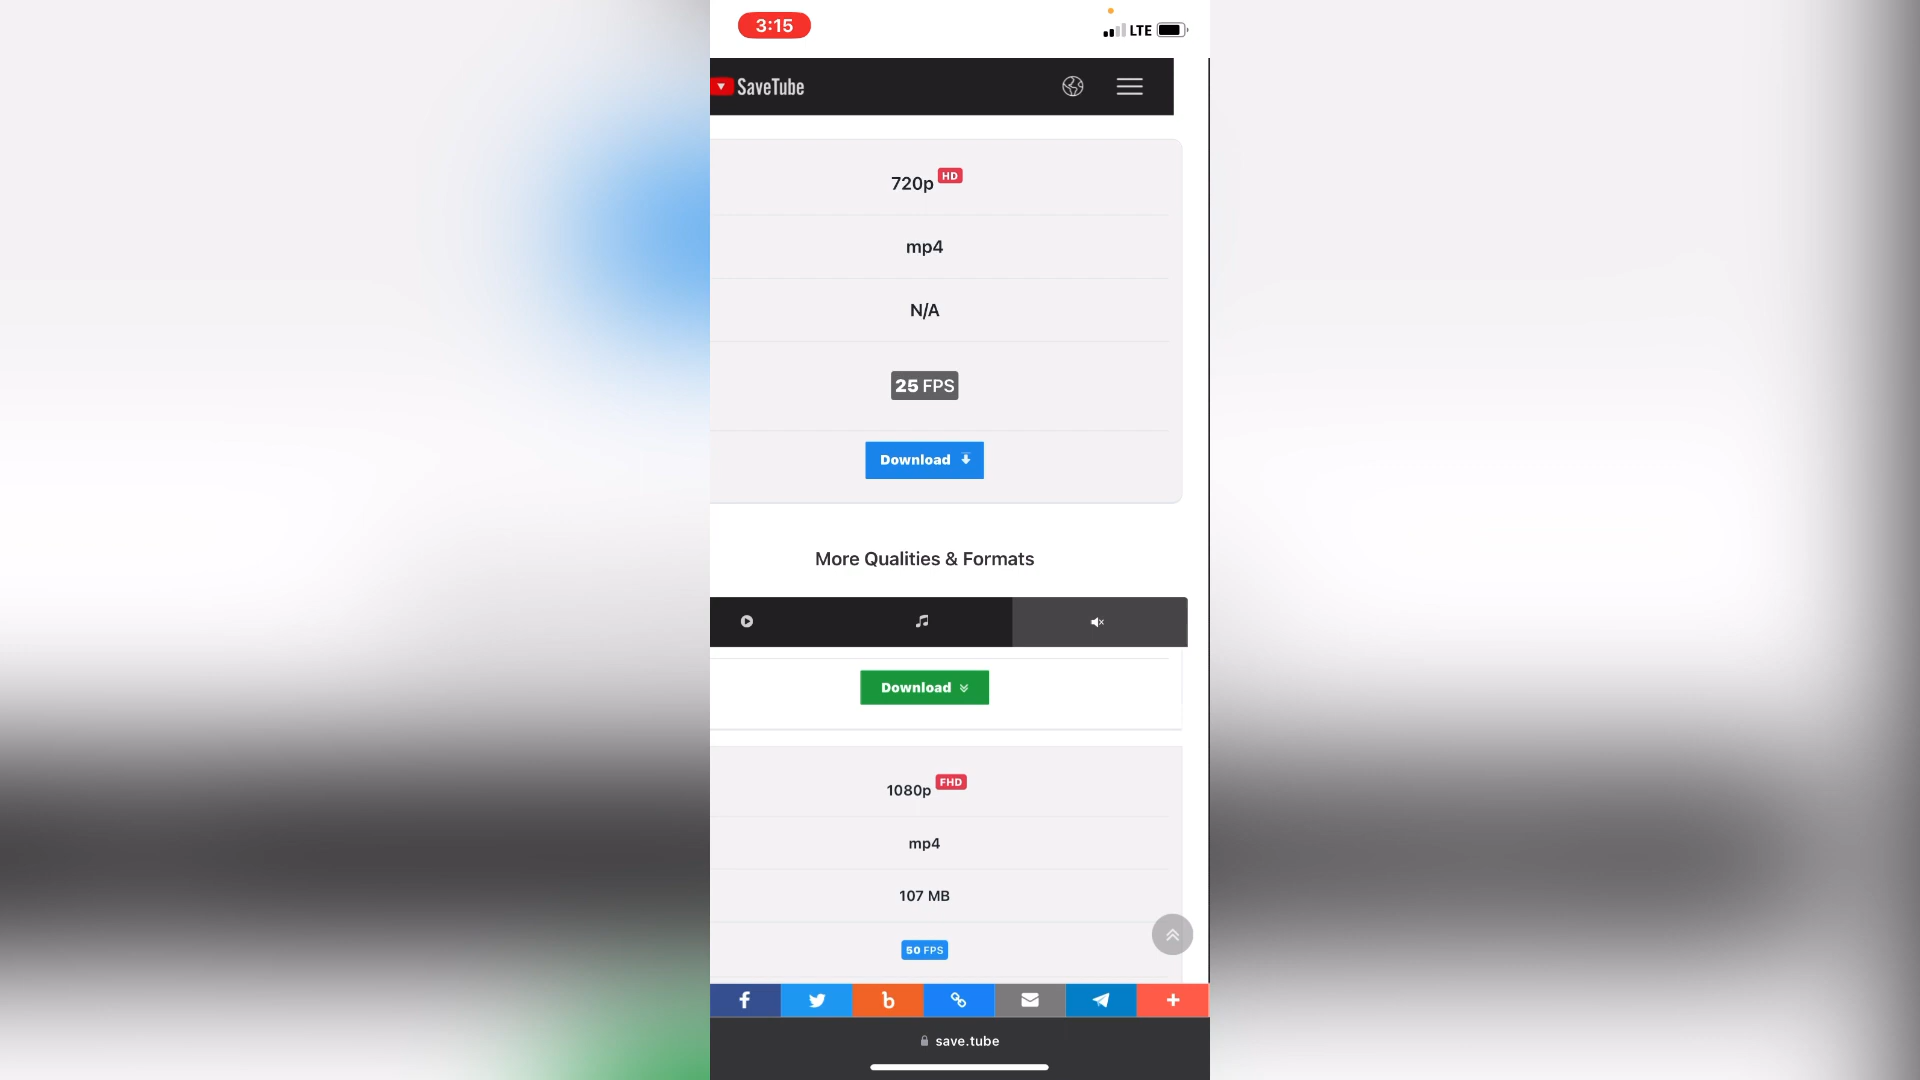 3:15
LTE
SaveTube
720p HD
mp4
N/A
25 FPS
Download
More Qualities & Formats
Download
1080p FHD
mp4
107 MB
50 FPS
save.tube